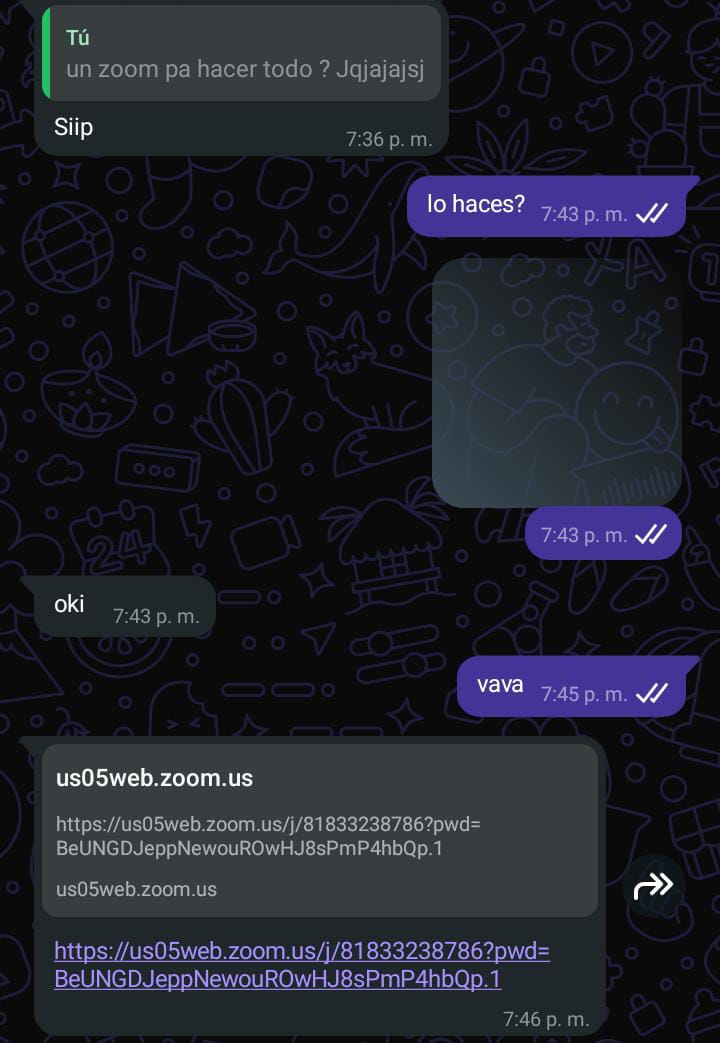 Tú
un zoom pa hacer todo ? Jqjajajsj
Siip
7:36 p. m.
lo haces?
7:43 p. m.
7:43 p. m.
oki
7:43 p. m.
vava
7:45 p. m.
us05web.zoom.us
https://us05web.zoom.us/j/81833238786?pwd=
BeUNGDJeppNewouROwHJ8sPmP4hbQp.1
us05web.zoom.us
https://us05web.zoom.us/j/81833238786?pwd=
BeUNGDJeppNewouROwHJ8sPmP4hbQp.1
7:46 p. m.